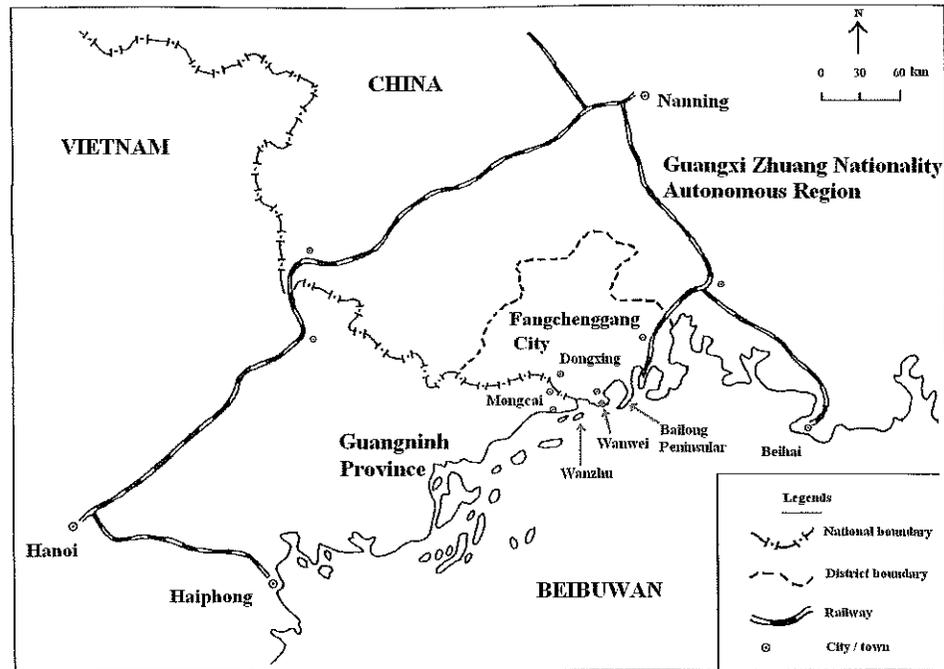 N
0 30 60 km
CHINA
Nanning
VIETNAM
Guangxi Zhuang Nationality
Autonomous Region
Fangchenggang
City
Dongxing
Mongcai
Wanwei
Bailong
Peninsular
Wanzhu
Beihai
Guangninh
Province
Hanoi
Haiphong
BEIBUWAN
Legends
National boundary
District boundary
Railway
City / town